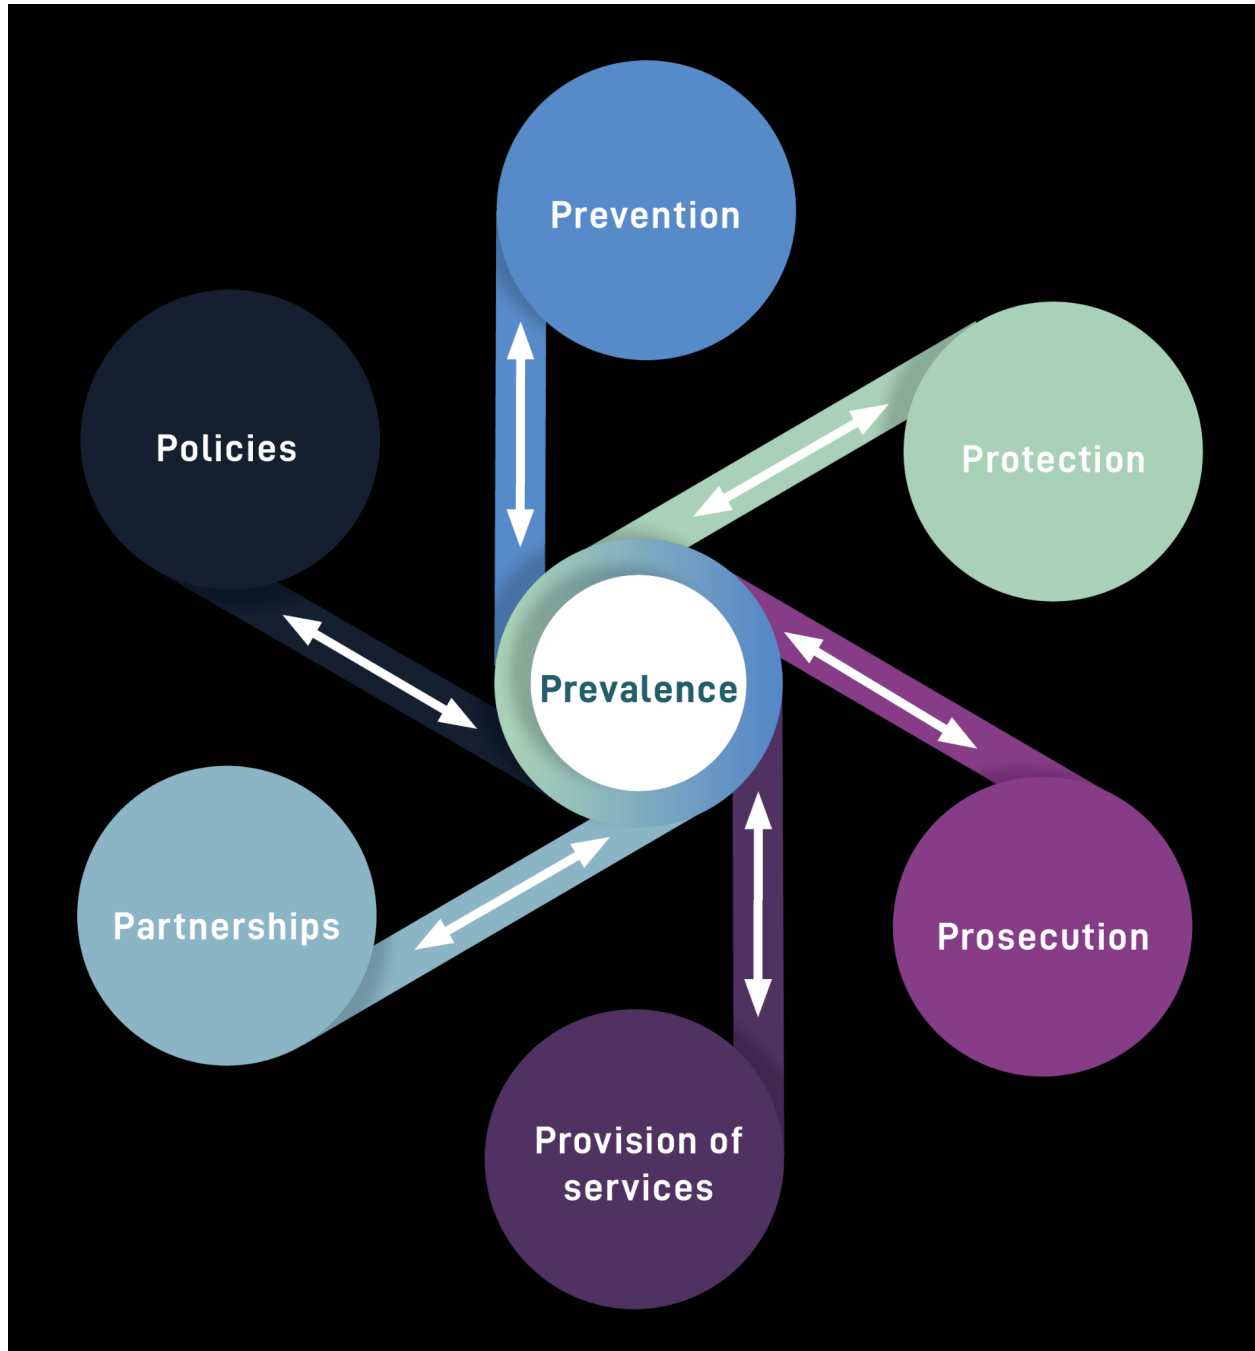 Prevention
Policies
Protection
Prevalence
Partnerships
Prosecution
Provision of
services